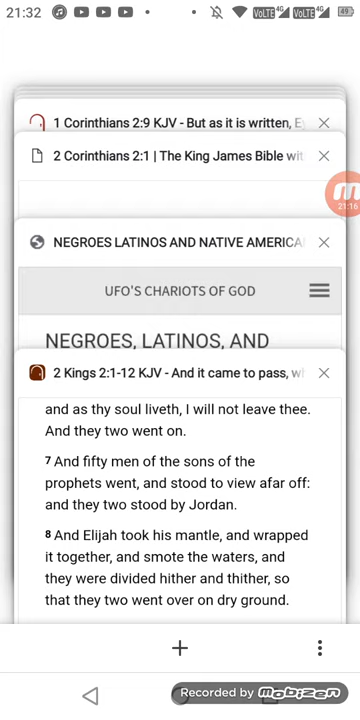 21:32
VoLTE 4G VoLTE 4G 49
1 Corinthians 2:9 KJV - But as it is written, E
2 Corinthians 2:1 | The King James Bible wit
21:16
NEGROES LATINOS AND NATIVE AMERICA
UFO'S CHARIOTS OF GOD
NEGROES, LATINOS, AND
2 Kings 2:1-12 KJV - And it came to pass, w
and as thy soul liveth, I will not leave thee.
And they two went on.
7 And fifty men of the sons of the
prophets went, and stood to view afar off:
and they two stood by Jordan.
8 And Elijah took his mantle, and wrapped
it together, and smote the waters, and
they were divided hither and thither, so
that they two went over on dry ground.
Recorded by Mobizen